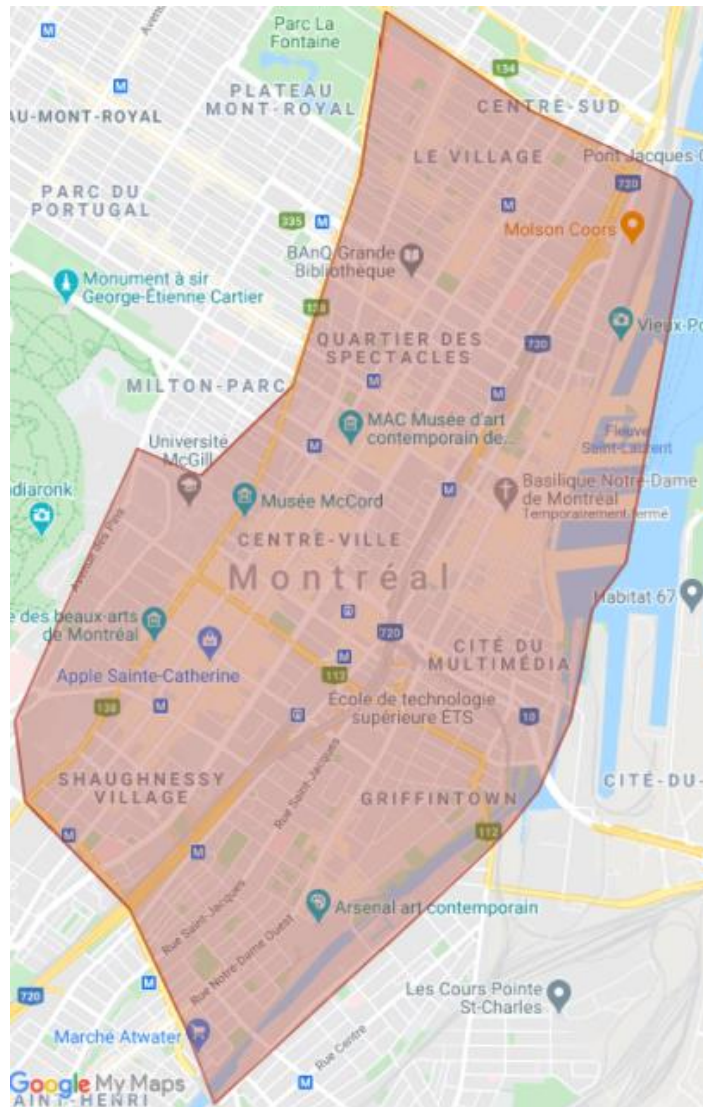 Parc La
Fontaine
Aven
134
PLATEAU
MONT-ROYAL
CENTRE-SUD
AU-MONT-ROYAL
LE VILLAGE
Pont Jacques-C
720
PARC DU
PORTUGAL
335
Molson Coors
BAnQ Grande
Bibliothèque
Monument à sir
George-Étienne Cartier
138
Vieux-Po
QUARTIER DES
SPECTACLES
720
MILTON-PARC
MAC Musée d'art
contemporain de...
Université
McGill
Fleuve
Saint-Laurent
ndiaronk
Basilique Notre-Dame
de Montréal
Temporairement fermé
Musée McCord
Avenue des Pins
CENTRE-VILLE
Montréal
Habitat 67
e des beaux-arts
de Montréal
720
CITÉ DU
MULTIMÉDIA
Apple Sainte-Catherine
112
École de technologie
supérieure ÉTS
138
10
SHAUGHNESSY
VILLAGE
Rue Saint-Jacques
GRIFFINTOWN
CITÉ-DU-
112
Arsenal art contemporain
Rue Saint-Jacques
Rue Notre-Dame Ouest
720
Les Cours Pointe
St-Charles
Marché Atwater
Rue Centre
Google My Maps
SAINT-HENRI